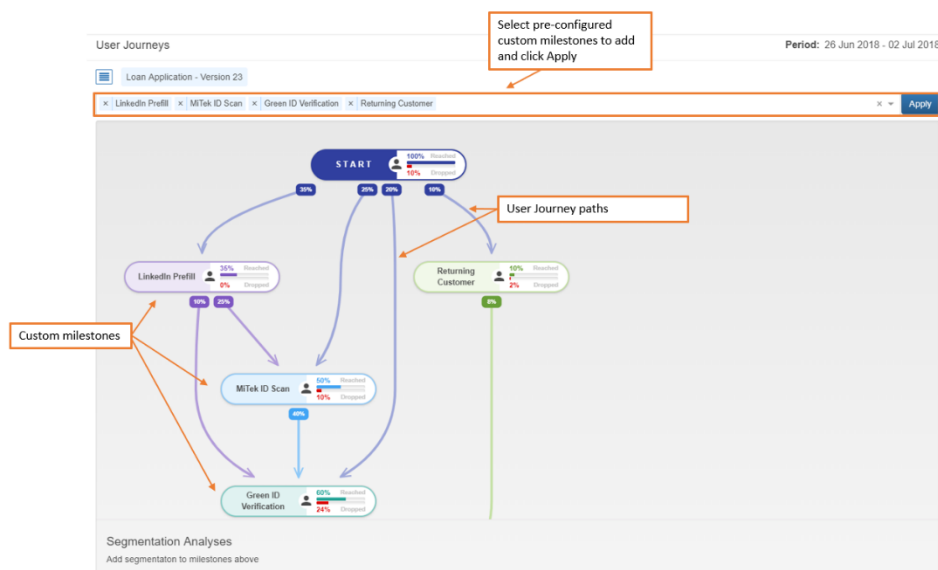 Select pre-configured
custom milestones to add
and click Apply
User Journeys
Period: 26 Jun 2018 - 02 Jul 2018
Loan Application - Version 23
× LinkedIn Prefill × MiTek ID Scan × Green ID Verification × Returning Customer × Apply
START 100% Reached
10% Dropped
35% 25% 20% 10%
User Journey paths
LinkedIn Prefill 35% Reached
0% Dropped
Returning
Customer
10% Reached
2% Dropped
10% 25%
8%
Custom milestones
MiTek ID Scan 50% Reached
10% Dropped
40%
Green ID
Verification
60% Reached
24% Dropped
Segmentation Analyses
Add segmentaton to milestones above